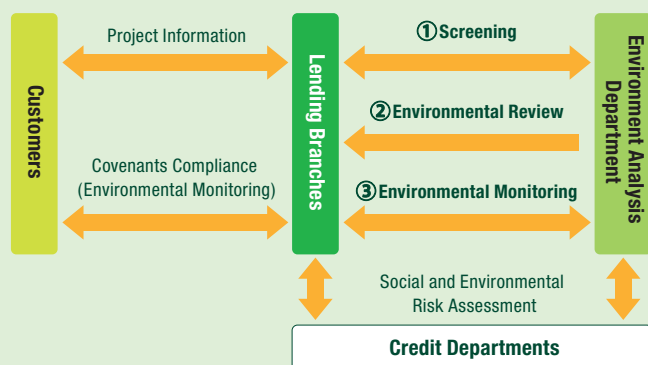 Project Information
①Screening
Customers
Lending Branches
Environment Analysis
Department
②Environmental Review
Covenants Compliance
(Environmental Monitoring)
③Environmental Monitoring
Social and Environmental
Risk Assessment
Credit Departments